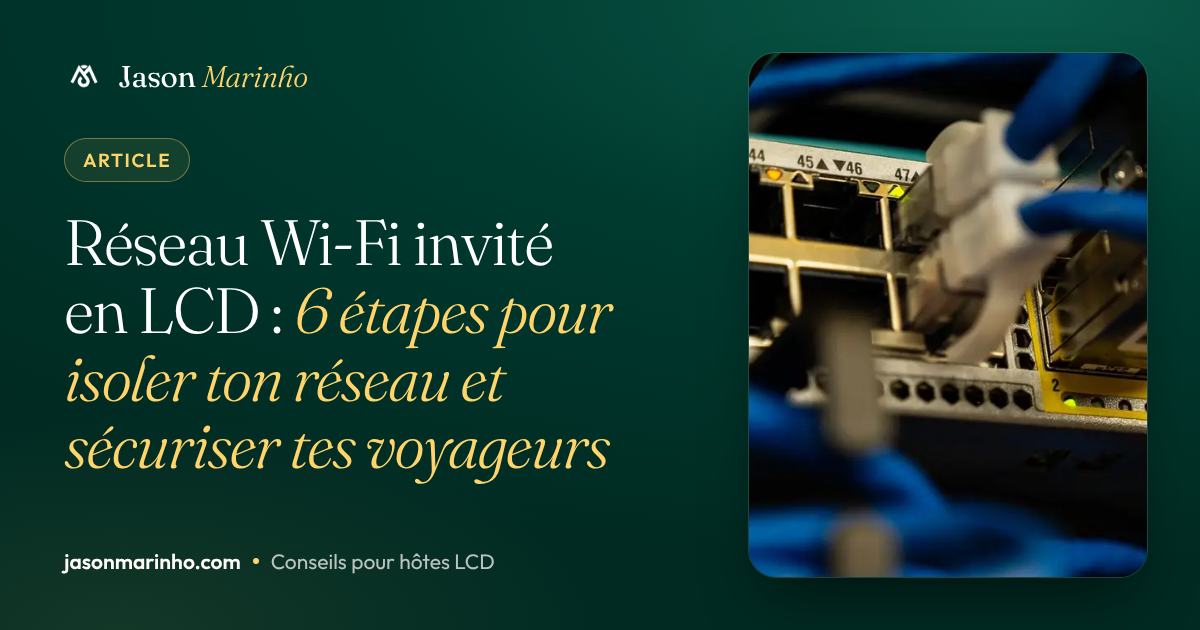 Jason Marinho
ARTICLE
Réseau Wi-Fi invité
en LCD : 6 étapes pour
isoler ton réseau et
sécuriser tes voyageurs
jasonmarinho.com • Conseils pour hôtes LCD
44 45▲ ▼46 47▲
2